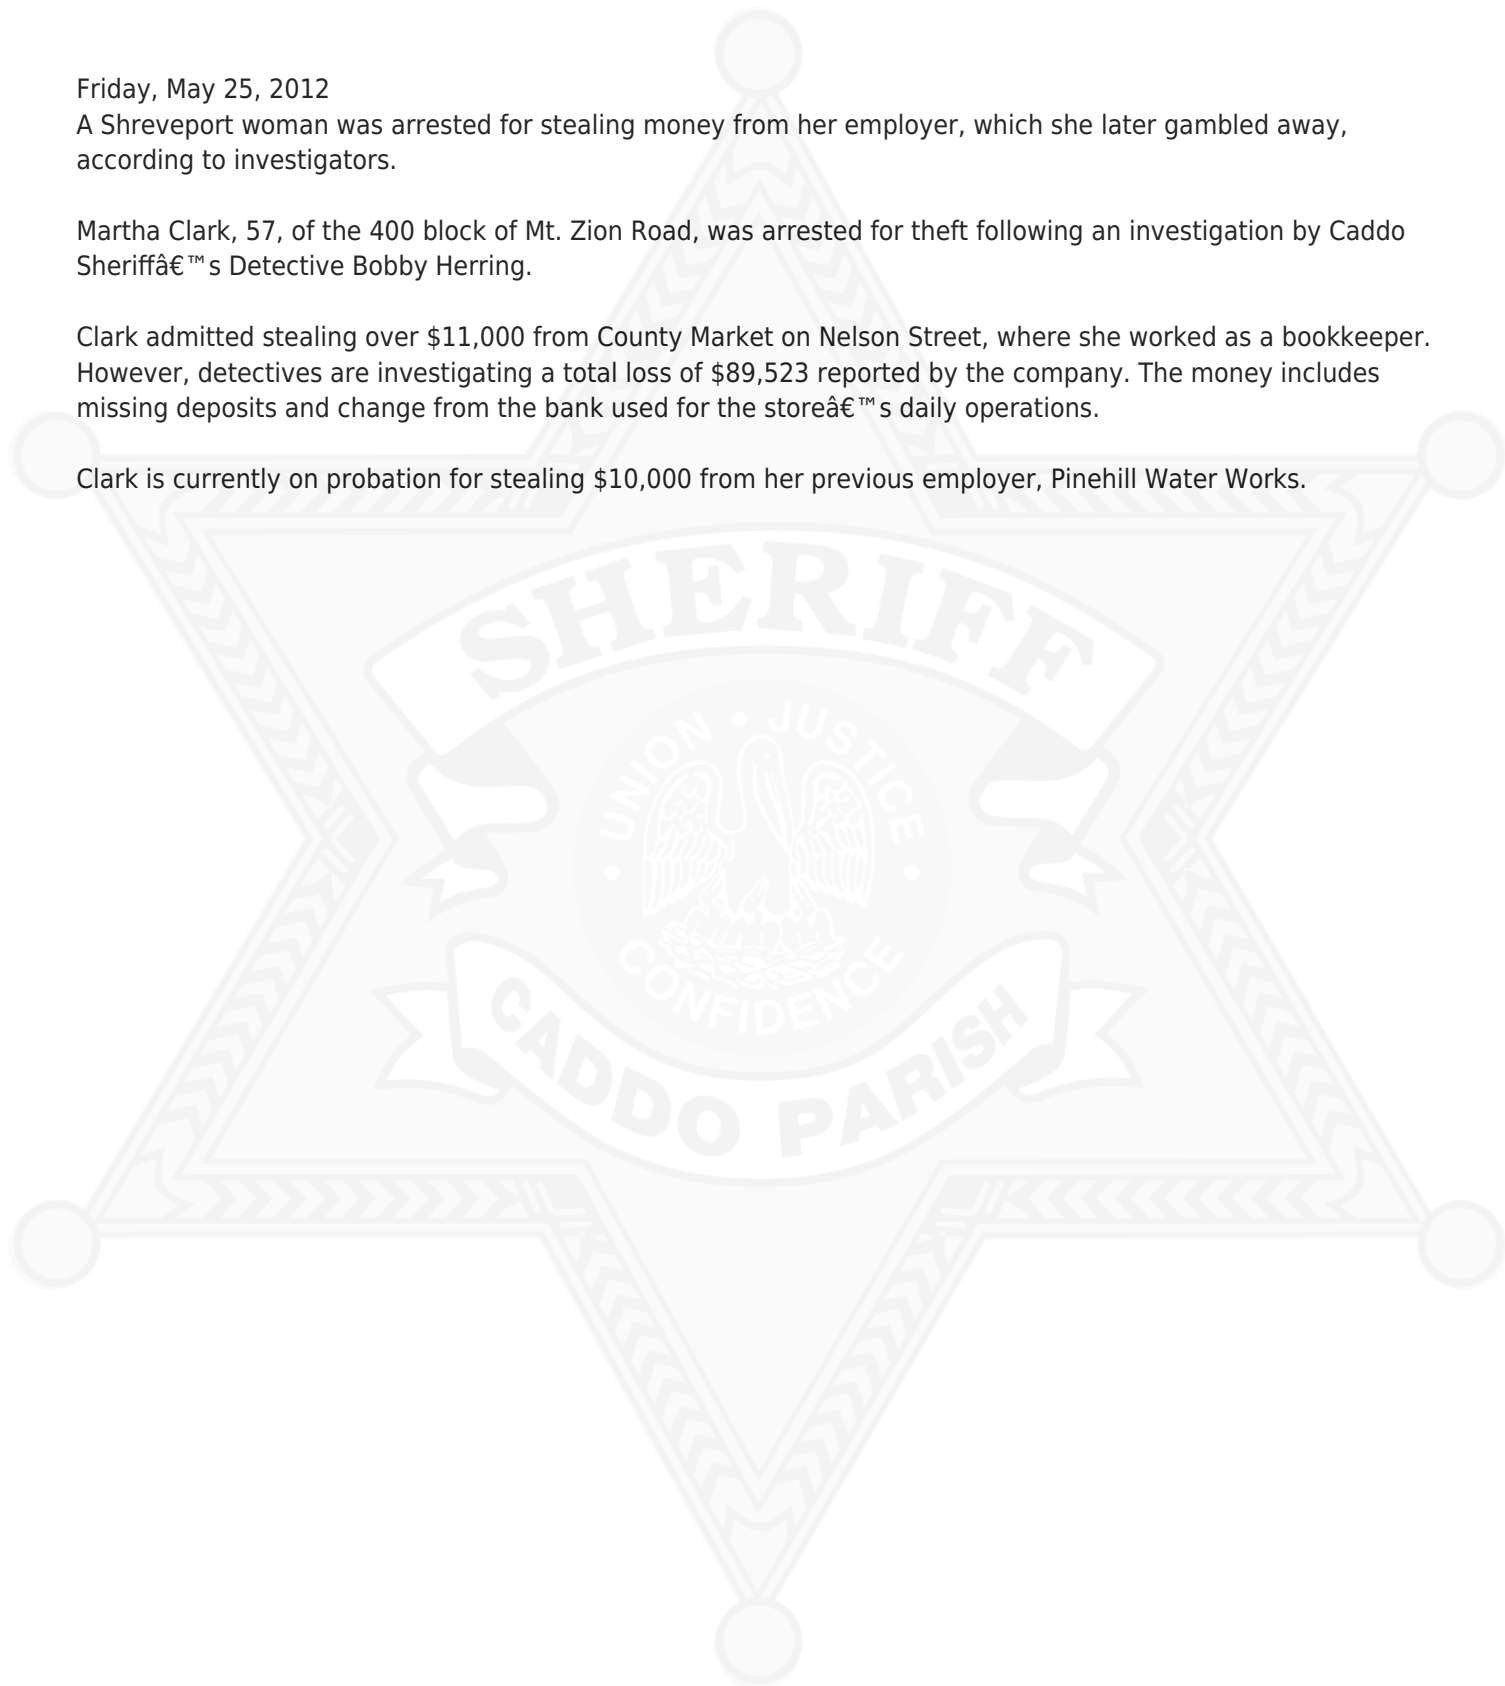 Friday, May 25, 2012
A Shreveport woman was arrested for stealing money from her employer, which she later gambled away,
according to investigators.
Martha Clark, 57, of the 400 block of Mt. Zion Road, was arrested for theft following an investigation by Caddo
Sheriffâ€™s Detective Bobby Herring.
Clark admitted stealing over $11,000 from County Market on Nelson Street, where she worked as a bookkeeper.
However, detectives are investigating a total loss of $89,523 reported by the company. The money includes
missing deposits and change from the bank used for the storeâ€™s daily operations.
Clark is currently on probation for stealing $10,000 from her previous employer, Pinehill Water Works.
SHERIFF
UNION • JUSTICE
• CONFIDENCE •
CADDO PARISH